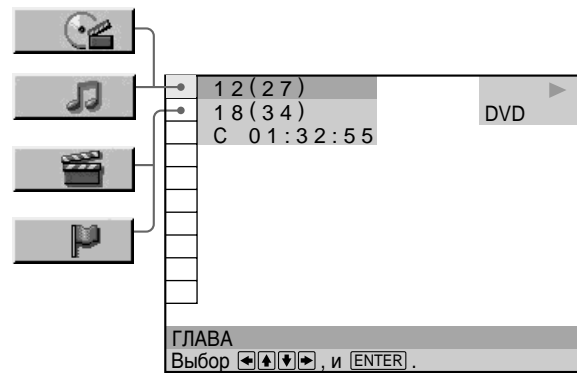 12(27)
18(34)
DVD
C 01:32:55
ГЛАВА
Выбор ←↑↓→, и ENTER.